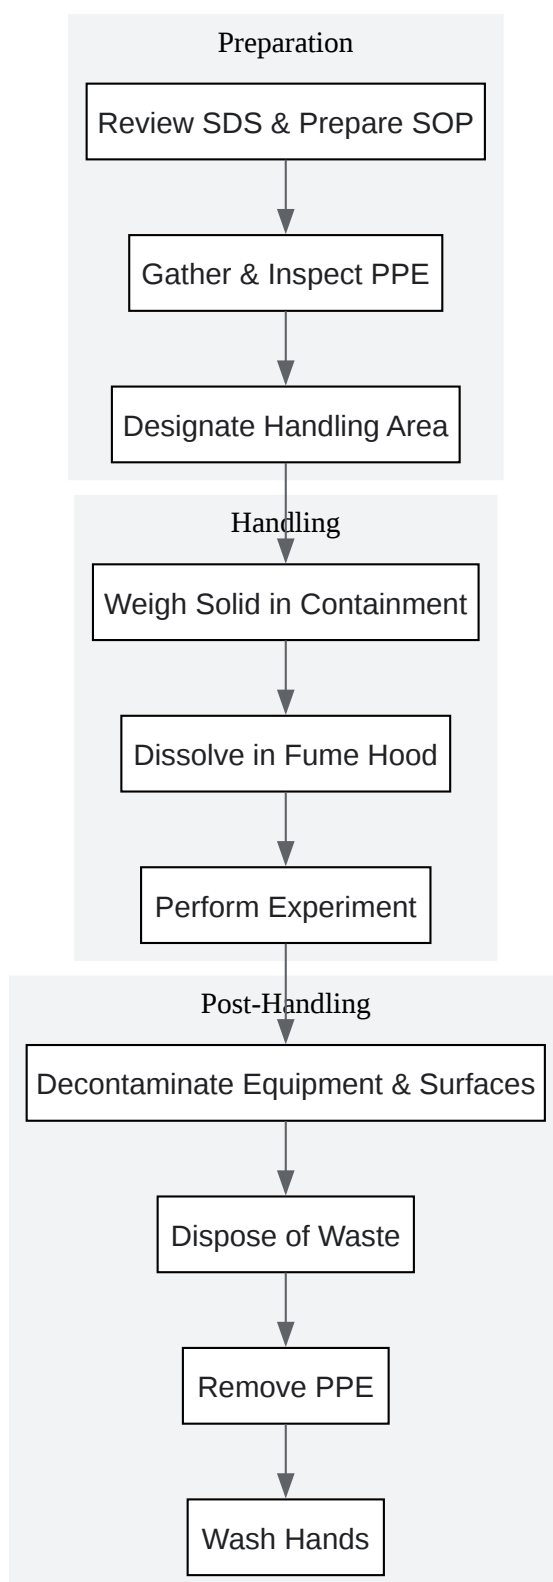 Preparation
Review SDS & Prepare SOP
Gather & Inspect PPE
Designate Handling Area
Handling
Weigh Solid in Containment
Dissolve in Fume Hood
Perform Experiment
Post-Handling
Decontaminate Equipment & Surfaces
Dispose of Waste
Remove PPE
Wash Hands